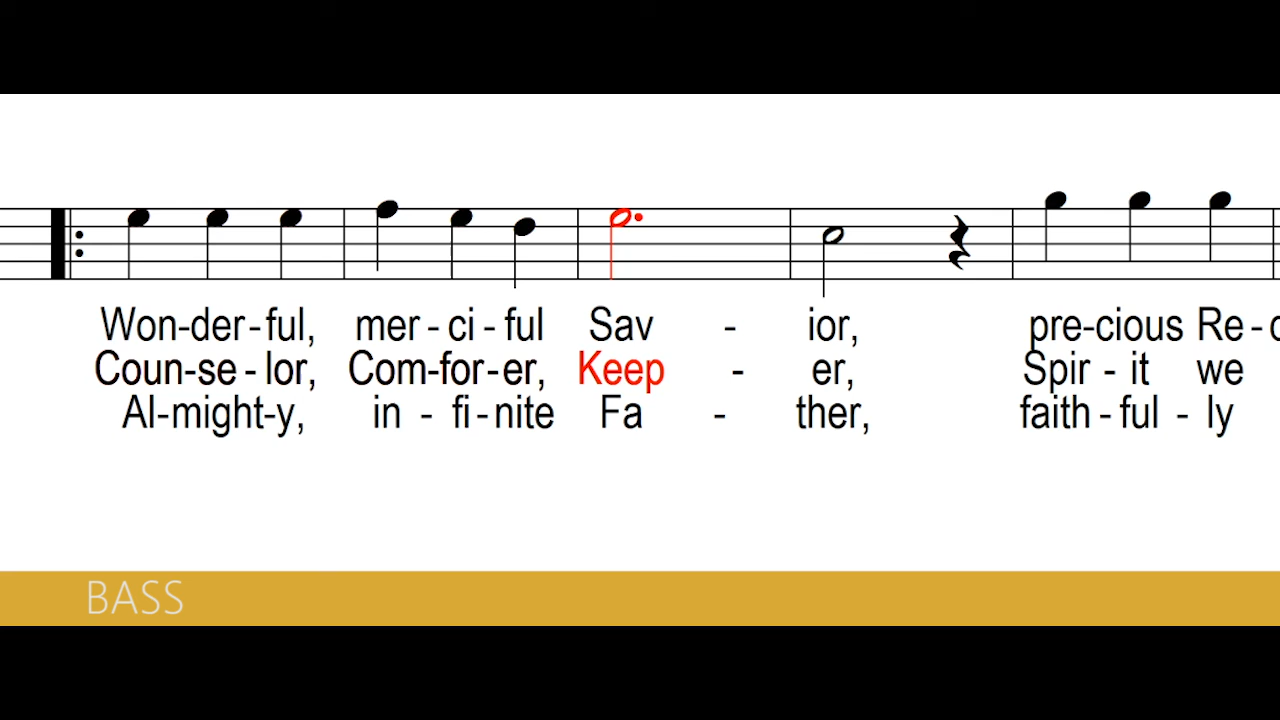 Won-der-ful, mer-ci-ful Sav - ior, pre-cious Re-
Coun-se-lor, Com-for-er, Keep - er, Spir-it we
Al-might-y, in-fi-nite Fa - ther, faith-ful-ly
BASS